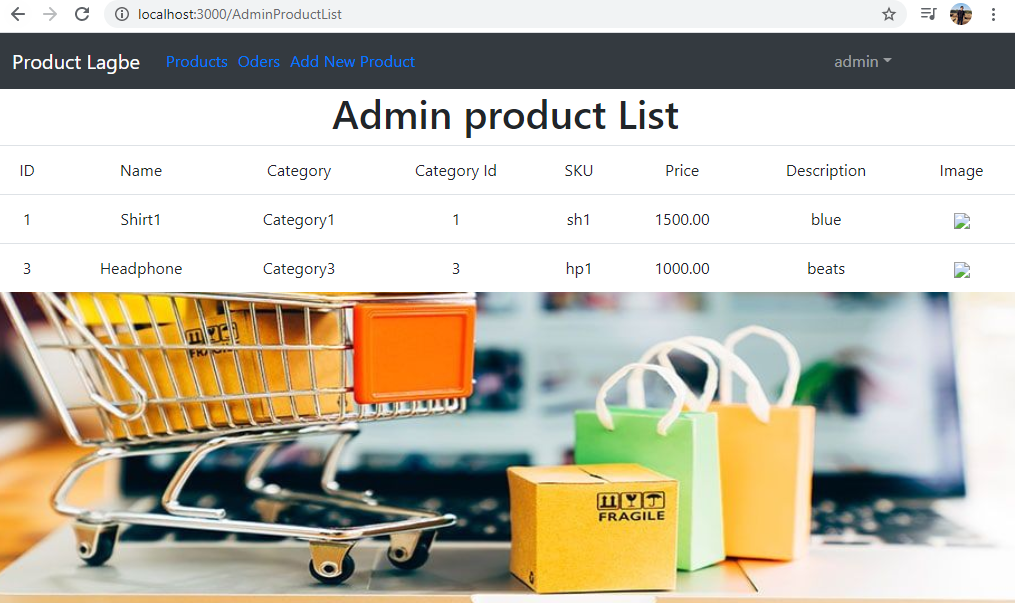 localhost:3000/AdminProductList
Product Lagbe Products Oders Add New Product admin
Admin product List
ID Name Category Category Id SKU Price Description Image
1 Shirt1 Category1 1 sh1 1500.00 blue
3 Headphone Category3 3 hp1 1000.00 beats
FRAGILE
FRAGILE